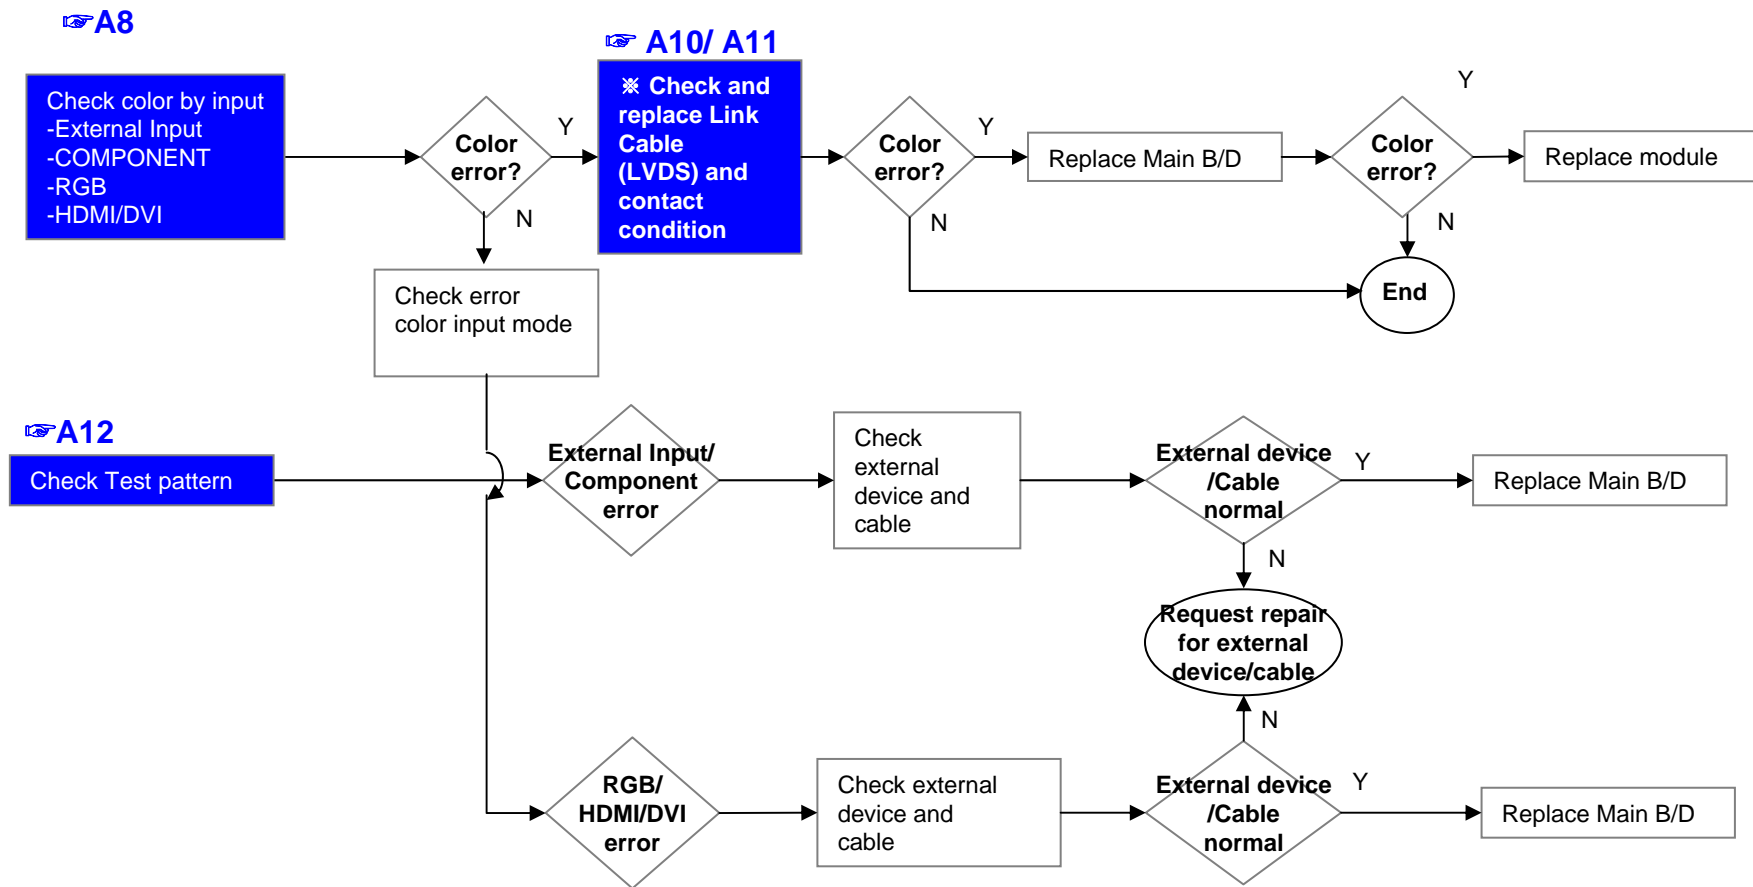 ☞A8
☞ A10/ A11
Check color by input
-External Input
-COMPONENT
-RGB
-HDMI/DVI
Color
error?
Y
N
※ Check and
replace Link
Cable
(LVDS) and
contact
condition
Color
error?
Y
N
Replace Main B/D
Color
error?
Y
N
Replace module
End
Check error
color input mode
☞A12
Check Test pattern
External Input/
Component
error
Check
external
device and
cable
External device
/Cable
normal
Y
N
Replace Main B/D
Request repair
for external
device/cable
N
RGB/
HDMI/DVI
error
Check external
device and
cable
External device
/Cable
normal
Y
Replace Main B/D